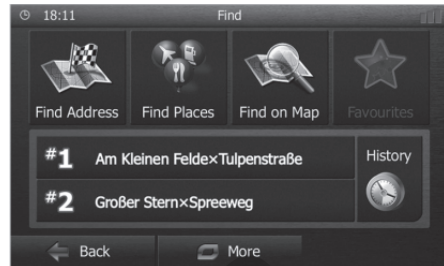 18:11 Find
Find Address Find Places Find on Map Favourites
#1 Am Kleinen Felde×Tulpenstraße History
#2 Großer Stern×Spreeweg
Back More